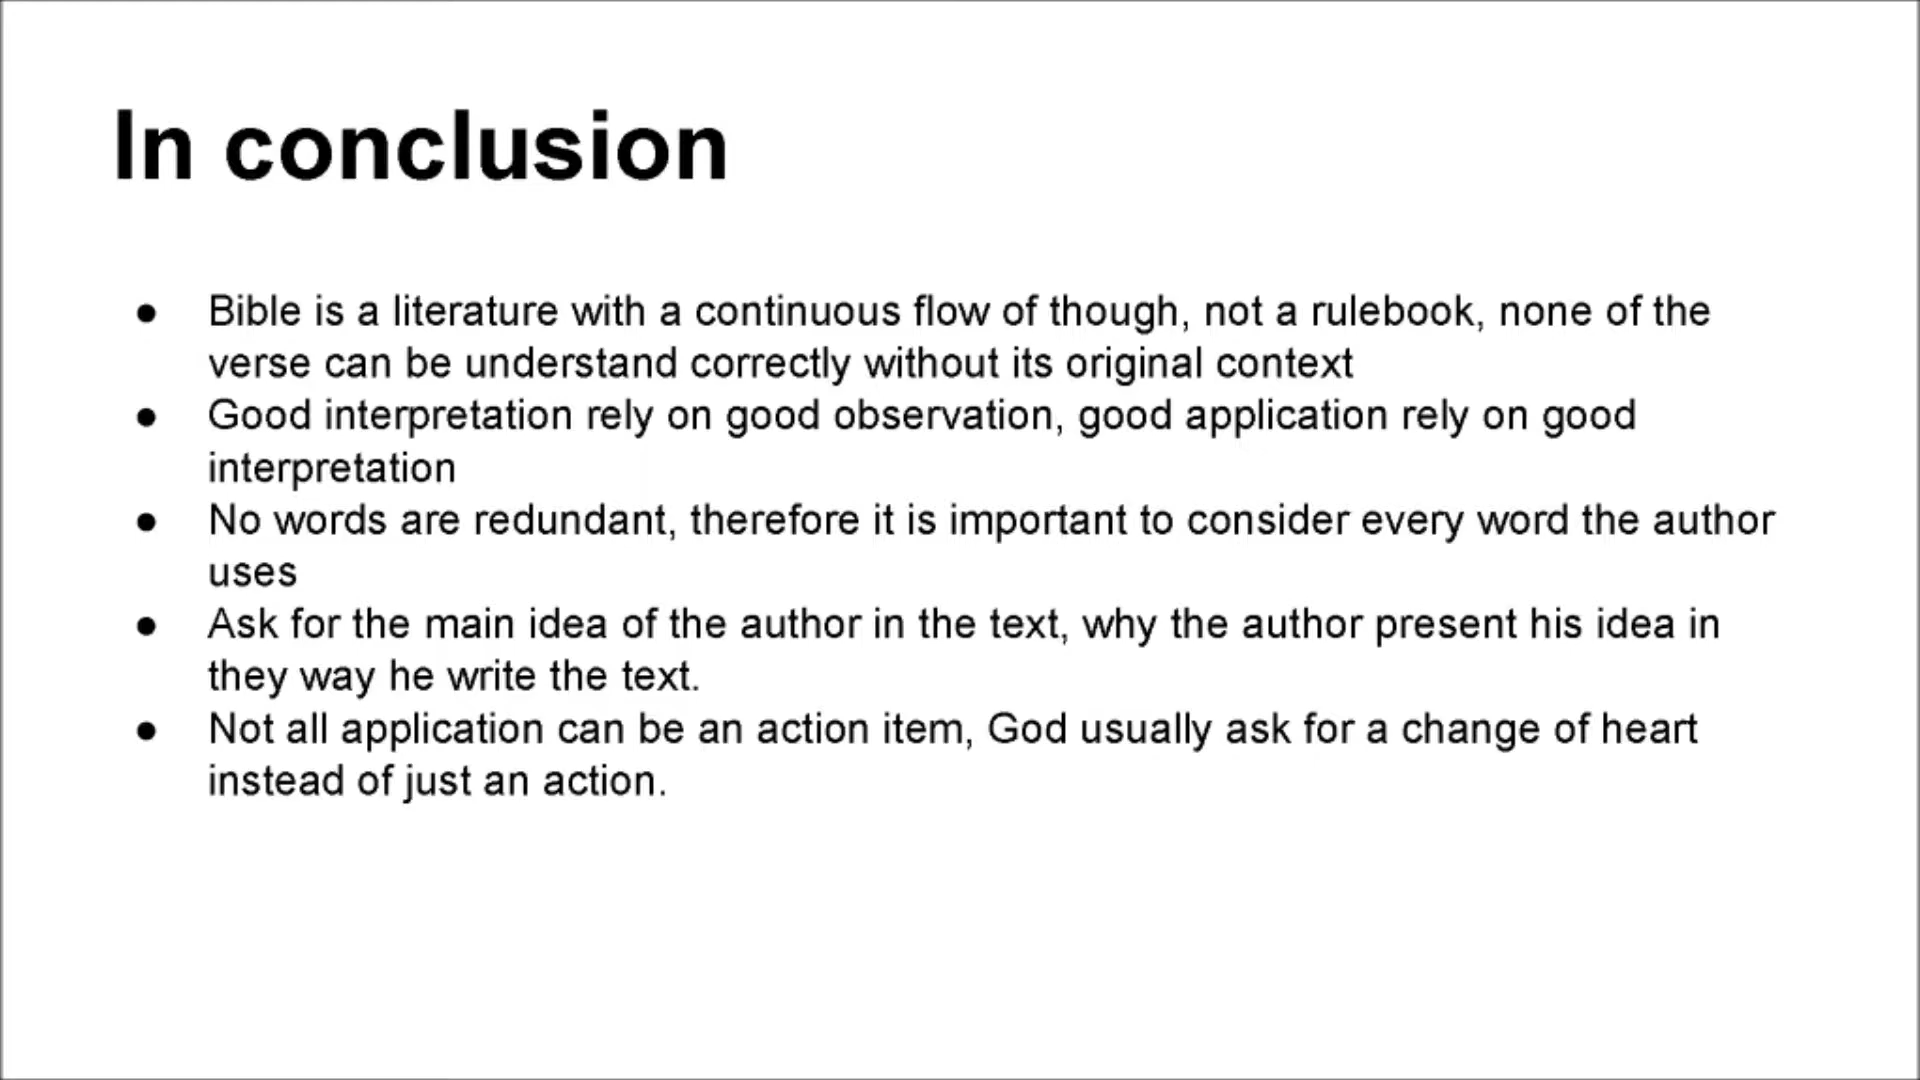 In conclusion
● Bible is a literature with a continuous flow of though, not a rulebook, none of the
verse can be understand correctly without its original context
● Good interpretation rely on good observation, good application rely on good
interpretation
● No words are redundant, therefore it is important to consider every word the author
uses
● Ask for the main idea of the author in the text, why the author present his idea in
they way he write the text.
● Not all application can be an action item, God usually ask for a change of heart
instead of just an action.